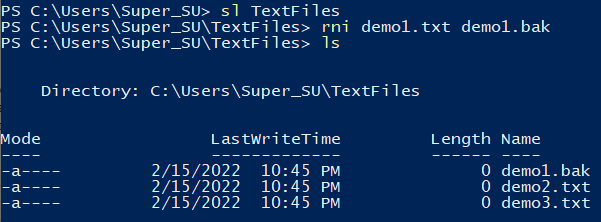 PS C:\Users\Super_SU> sl TextFiles
PS C:\Users\Super_SU\TextFiles> rni demo1.txt demo1.bak
PS C:\Users\Super_SU\TextFiles> ls
Directory: C:\Users\Super_SU\TextFiles
Mode                 LastWriteTime         Length Name
----                 -------------         ------ ----
-a----         2/15/2022  10:45 PM              0 demo1.bak
-a----         2/15/2022  10:45 PM              0 demo2.txt
-a----         2/15/2022  10:45 PM              0 demo3.txt